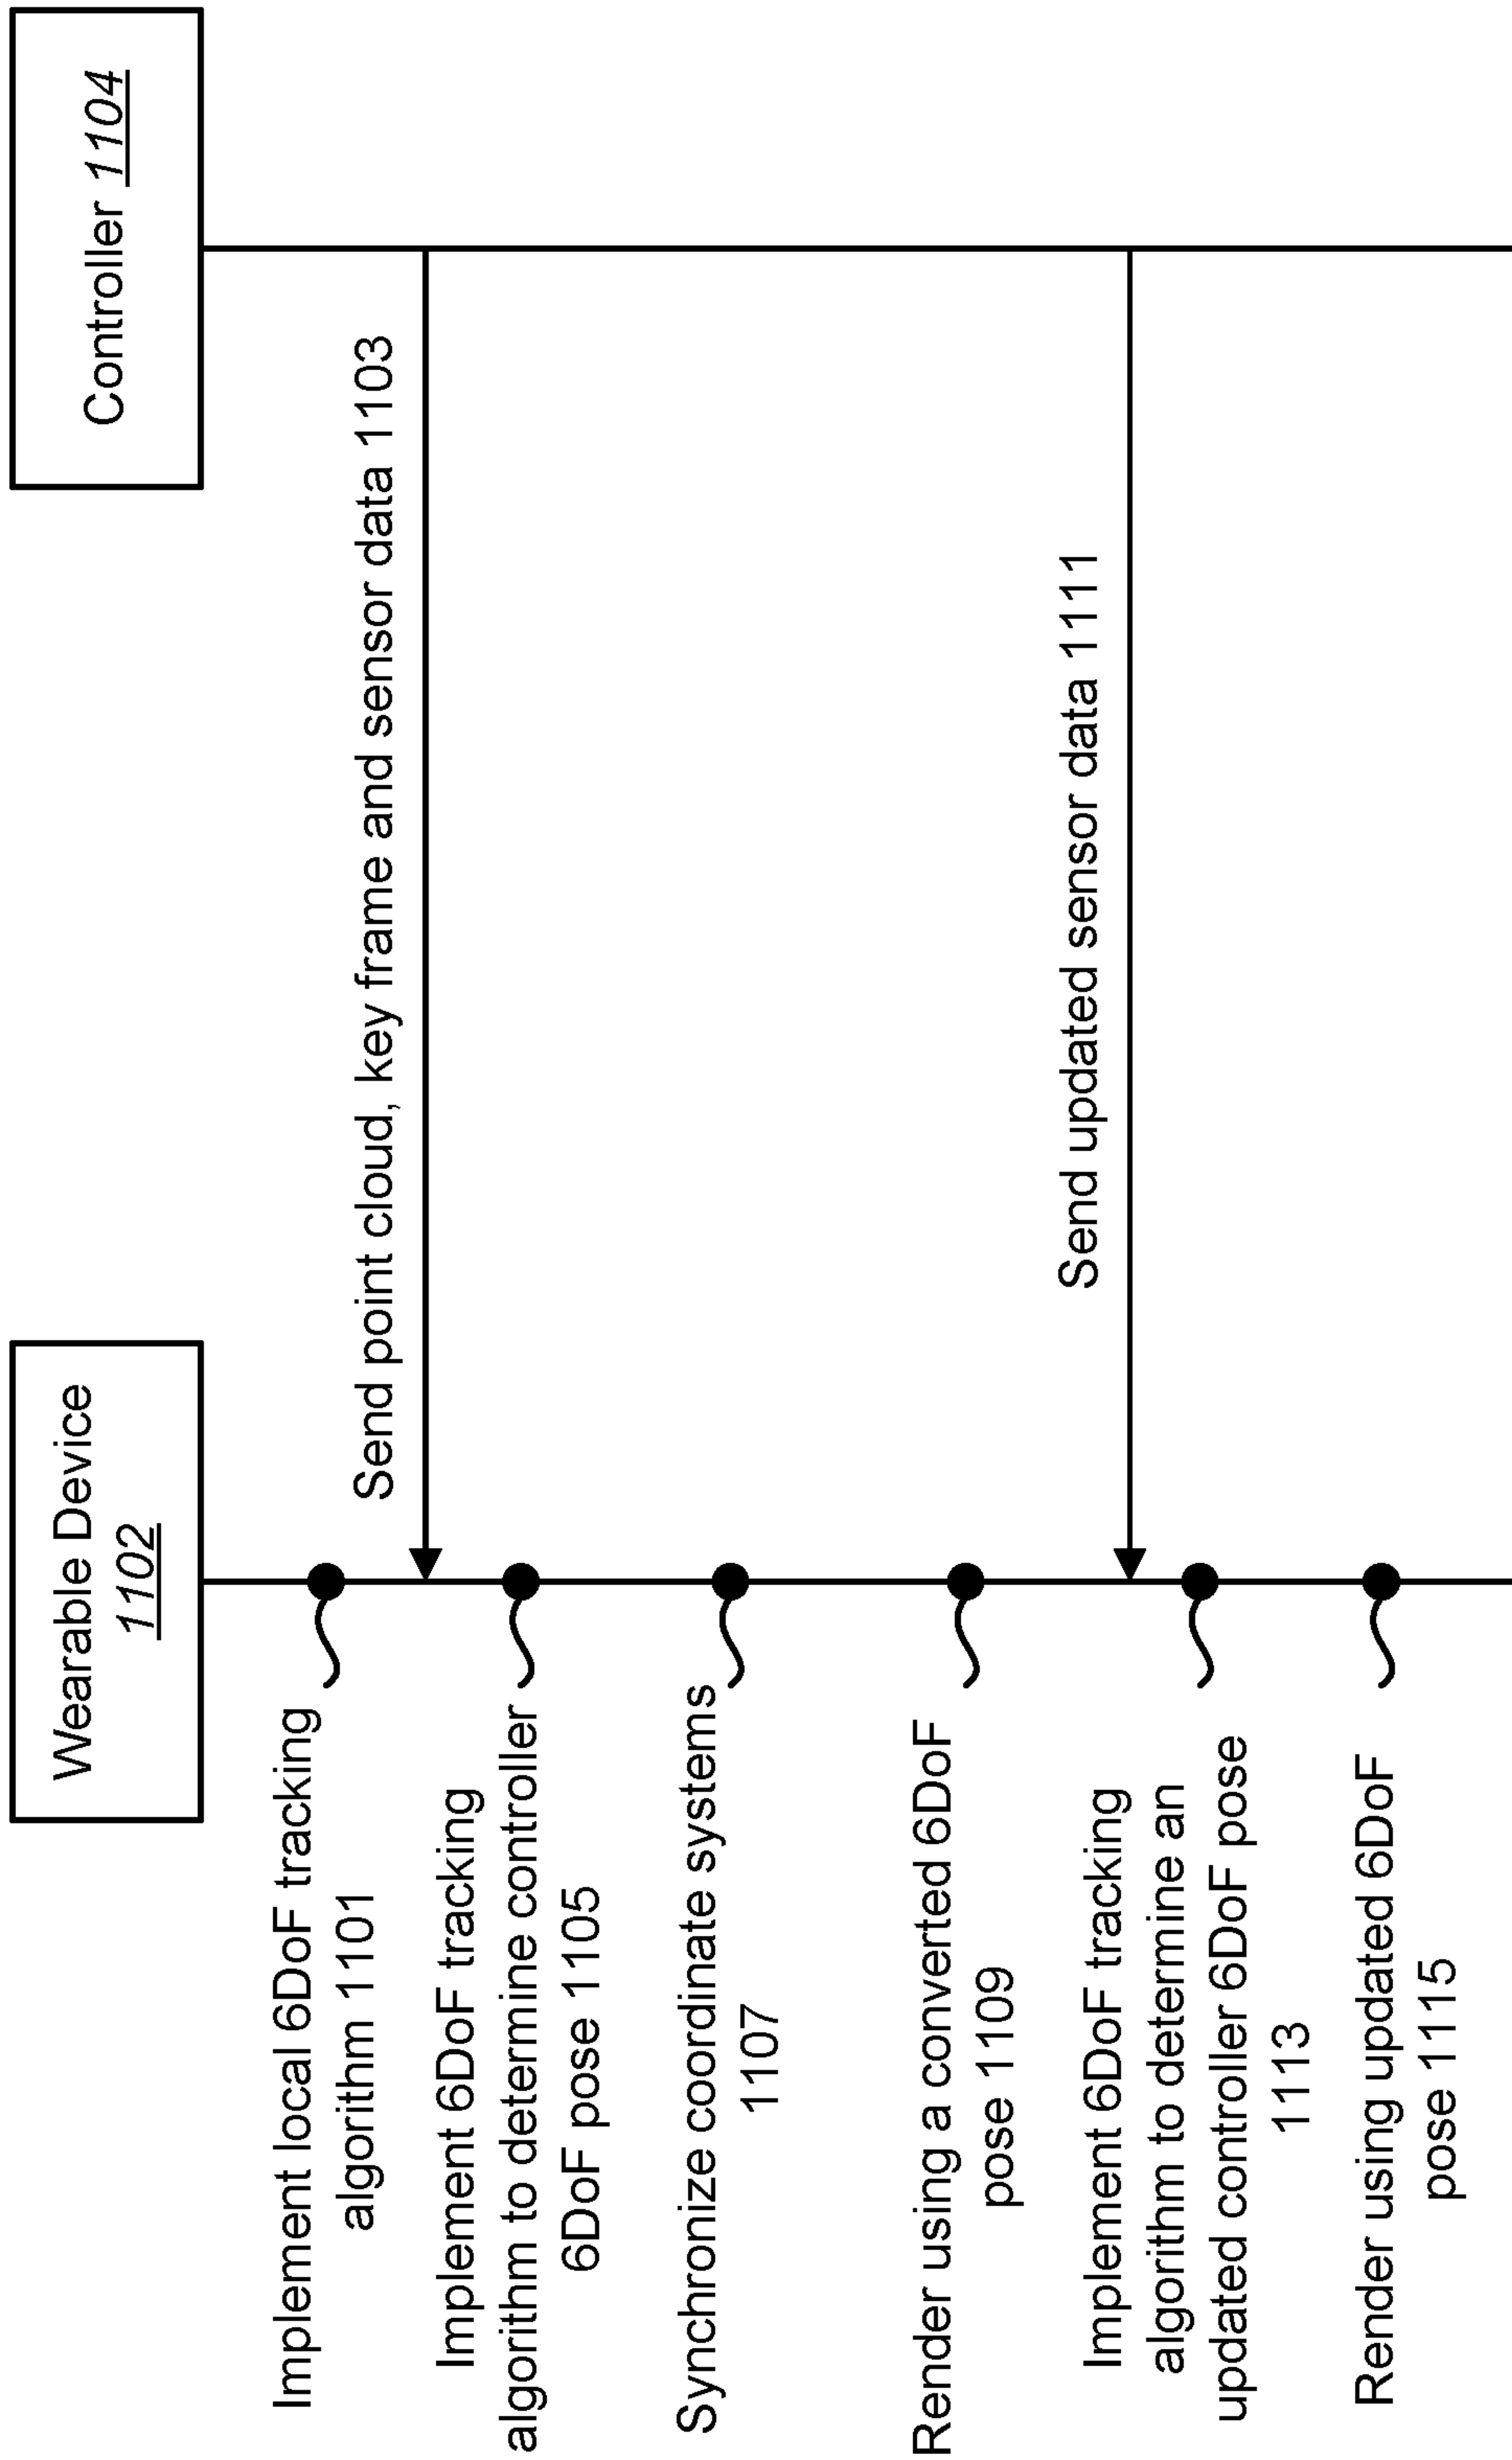 Wearable Device
1102
Controller 1104
Implement local 6DoF tracking
algorithm 1101
Send point cloud, key frame and sensor data 1103
Implement 6DoF tracking
algorithm to determine controller
6DoF pose 1105
Synchronize coordinate systems
1107
Render using a converted 6DoF
pose 1109
Send updated sensor data 1111
Implement 6DoF tracking
algorithm to determine an
updated controller 6DoF pose
1113
Render using updated 6DoF
pose 1115